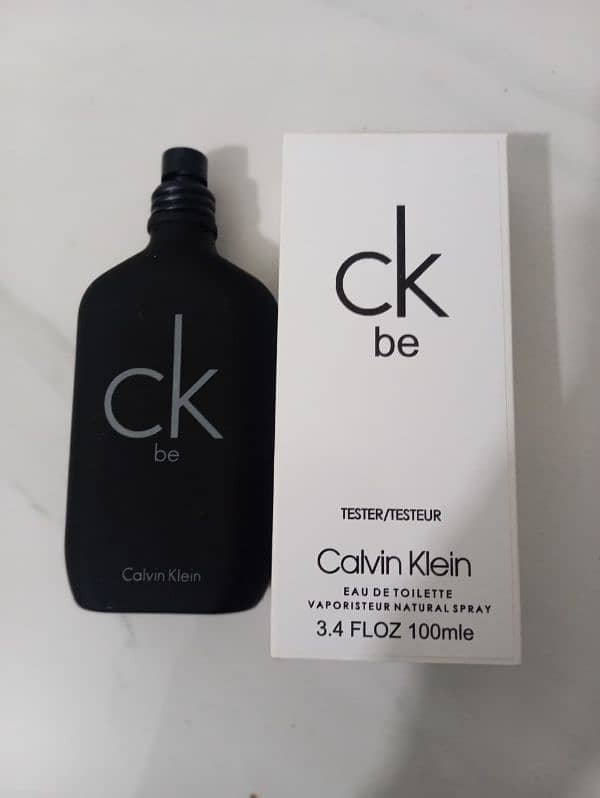 ck
be
Calvin Klein
ck
be
TESTER/TESTEUR
Calvin Klein
EAU DE TOILETTE
VAPORISTEUR NATURAL SPRAY
3.4 FLOZ 100mle